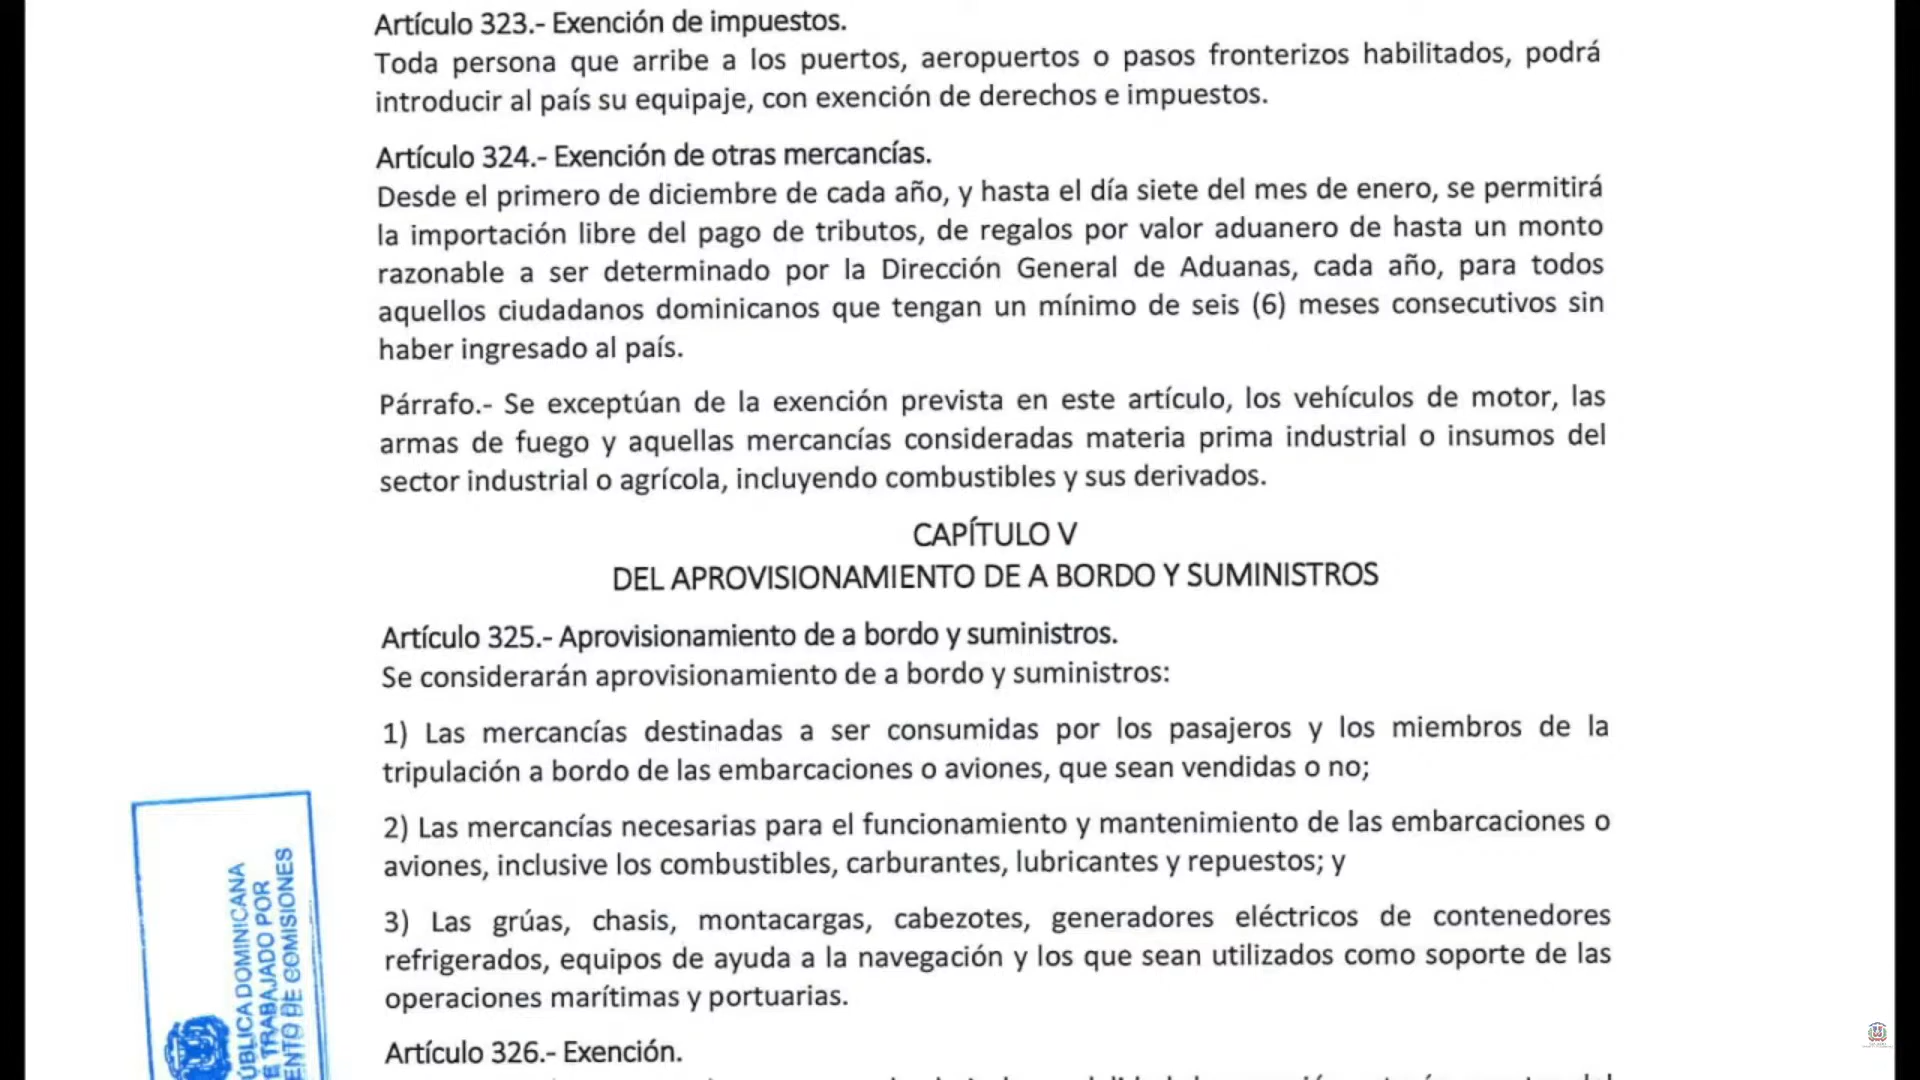 Artículo 323.- Exención de impuestos.
Toda persona que arribe a los puertos, aeropuertos o pasos fronterizos habilitados, podrá
introducir al país su equipaje, con exención de derechos e impuestos.
Artículo 324.- Exención de otras mercancías.
Desde el primero de diciembre de cada año, y hasta el día siete del mes de enero, se permitirá
la importación libre del pago de tributos, de regalos por valor aduanero de hasta un monto
razonable a ser determinado por la Dirección General de Aduanas, cada año, para todos
aquellos ciudadanos dominicanos que tengan un mínimo de seis (6) meses consecutivos sin
haber ingresado al país.
Párrafo.- Se exceptúan de la exención prevista en este artículo, los vehículos de motor, las
armas de fuego y aquellas mercancías consideradas materia prima industrial o insumos del
sector industrial o agrícola, incluyendo combustibles y sus derivados.
CAPÍTULO V
DEL APROVISIONAMIENTO DE A BORDO Y SUMINISTROS
Artículo 325.- Aprovisionamiento de a bordo y suministros.
Se considerarán aprovisionamiento de a bordo y suministros:
1) Las mercancías destinadas a ser consumidas por los pasajeros y los miembros de la
tripulación a bordo de las embarcaciones o aviones, que sean vendidas o no;
2) Las mercancías necesarias para el funcionamiento y mantenimiento de las embarcaciones o
aviones, inclusive los combustibles, carburantes, lubricantes y repuestos; y
3) Las grúas, chasis, montacargas, cabezotes, generadores eléctricos de contenedores
refrigerados, equipos de ayuda a la navegación y los que sean utilizados como soporte de las
operaciones marítimas y portuarias.
Artículo 326.- Exención.
ÚBLICA DOMINICANA
E TRABAJADO POR
ENTO DE COMISIONES